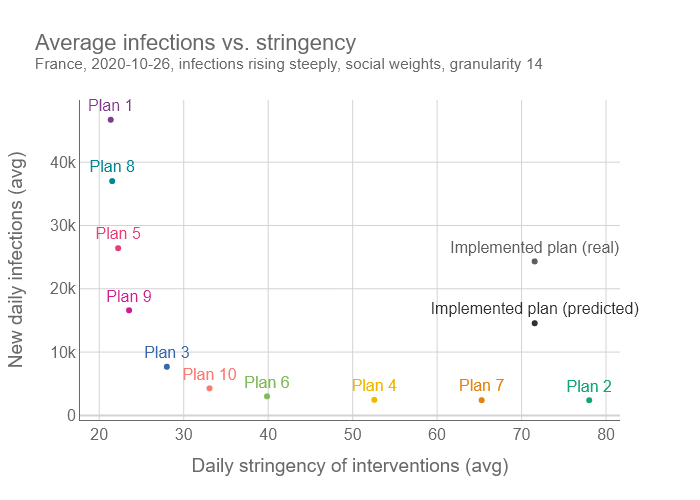 Average infections vs. stringency
France, 2020-10-26, infections rising steeply, social weights, granularity 14
New daily infections (avg)
Plan 1
40k
Plan 8
30k
Plan 5
Implemented plan (real)
20k
Plan 9
Implemented plan (predicted)
10k
Plan 3
Plan 10
Plan 6
Plan 4
Plan 7
Plan 2
0
20
30
40
50
60
70
80
Daily stringency of interventions (avg)